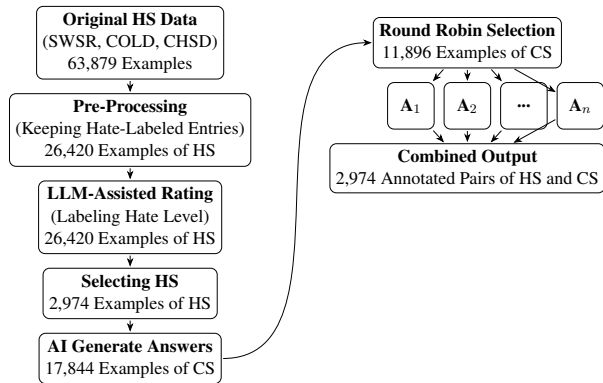 Original HS Data
(SWSR, COLD, CHSD)
63,879 Examples
Pre-Processing
(Keeping Hate-Labeled Entries)
26,420 Examples of HS
LLM-Assisted Rating
(Labeling Hate Level)
26,420 Examples of HS
Selecting HS
2,974 Examples of HS
AI Generate Answers
17,844 Examples of CS
Round Robin Selection
11,896 Examples of CS
A1 A2 ... An
Combined Output
2,974 Annotated Pairs of HS and CS